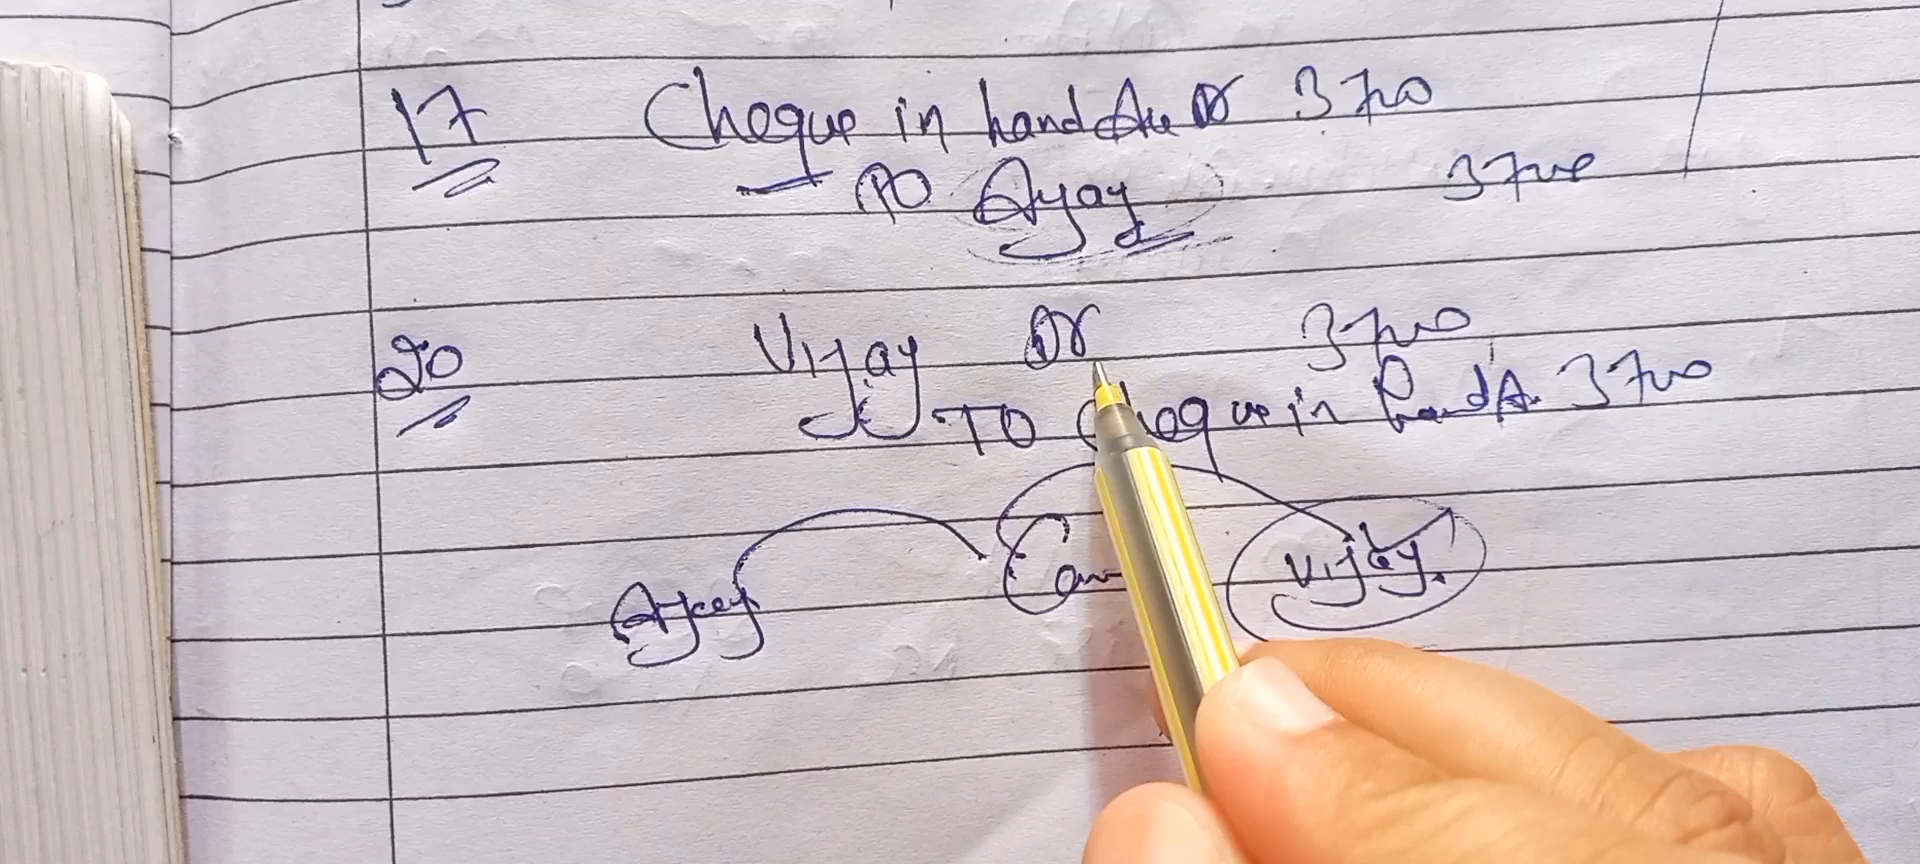 17 Cheque in hand A/c Dr 3700
TO Ajay 3700
20 Vijay Dr 3700
TO Cheque in hand A/c 3700
Ajay Vijay